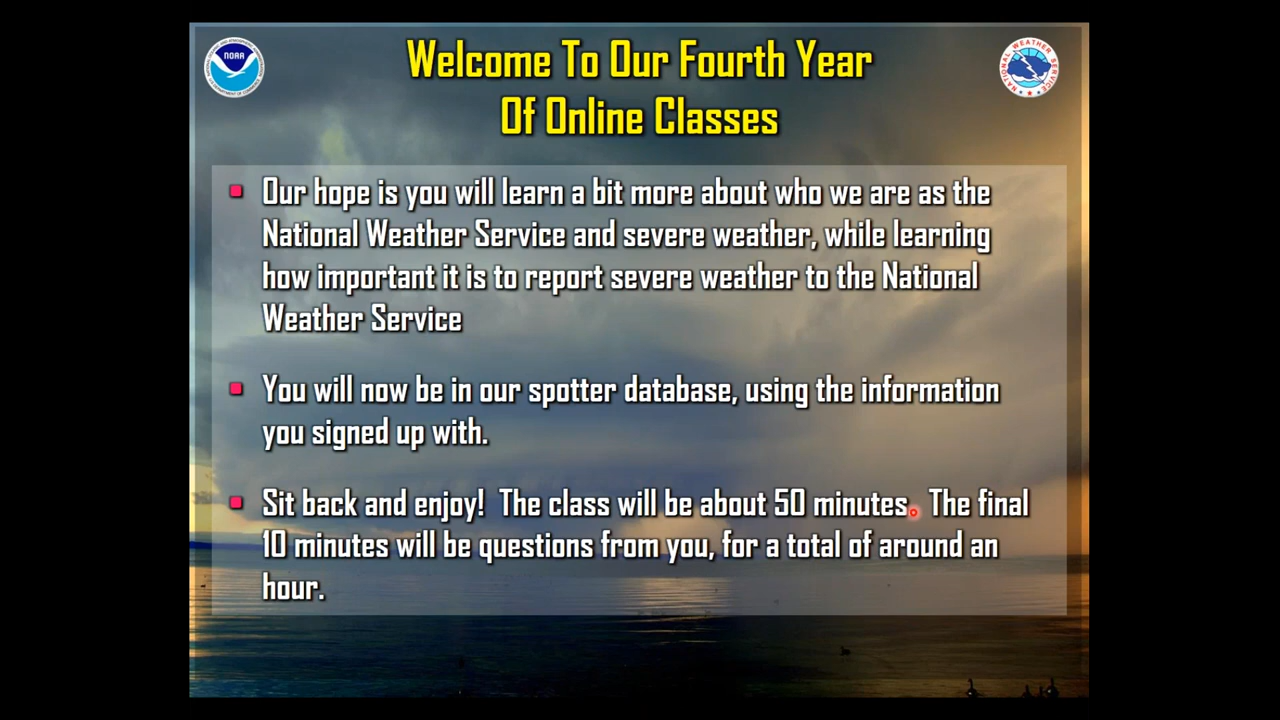 NOAA
NATIONAL WEATHER SERVICE
Welcome To Our Fourth Year
Of Online Classes
Our hope is you will learn a bit more about who we are as the
National Weather Service and severe weather, while learning
how important it is to report severe weather to the National
Weather Service
You will now be in our spotter database, using the information
you signed up with.
Sit back and enjoy! The class will be about 50 minutes. The final
10 minutes will be questions from you, for a total of around an
hour.